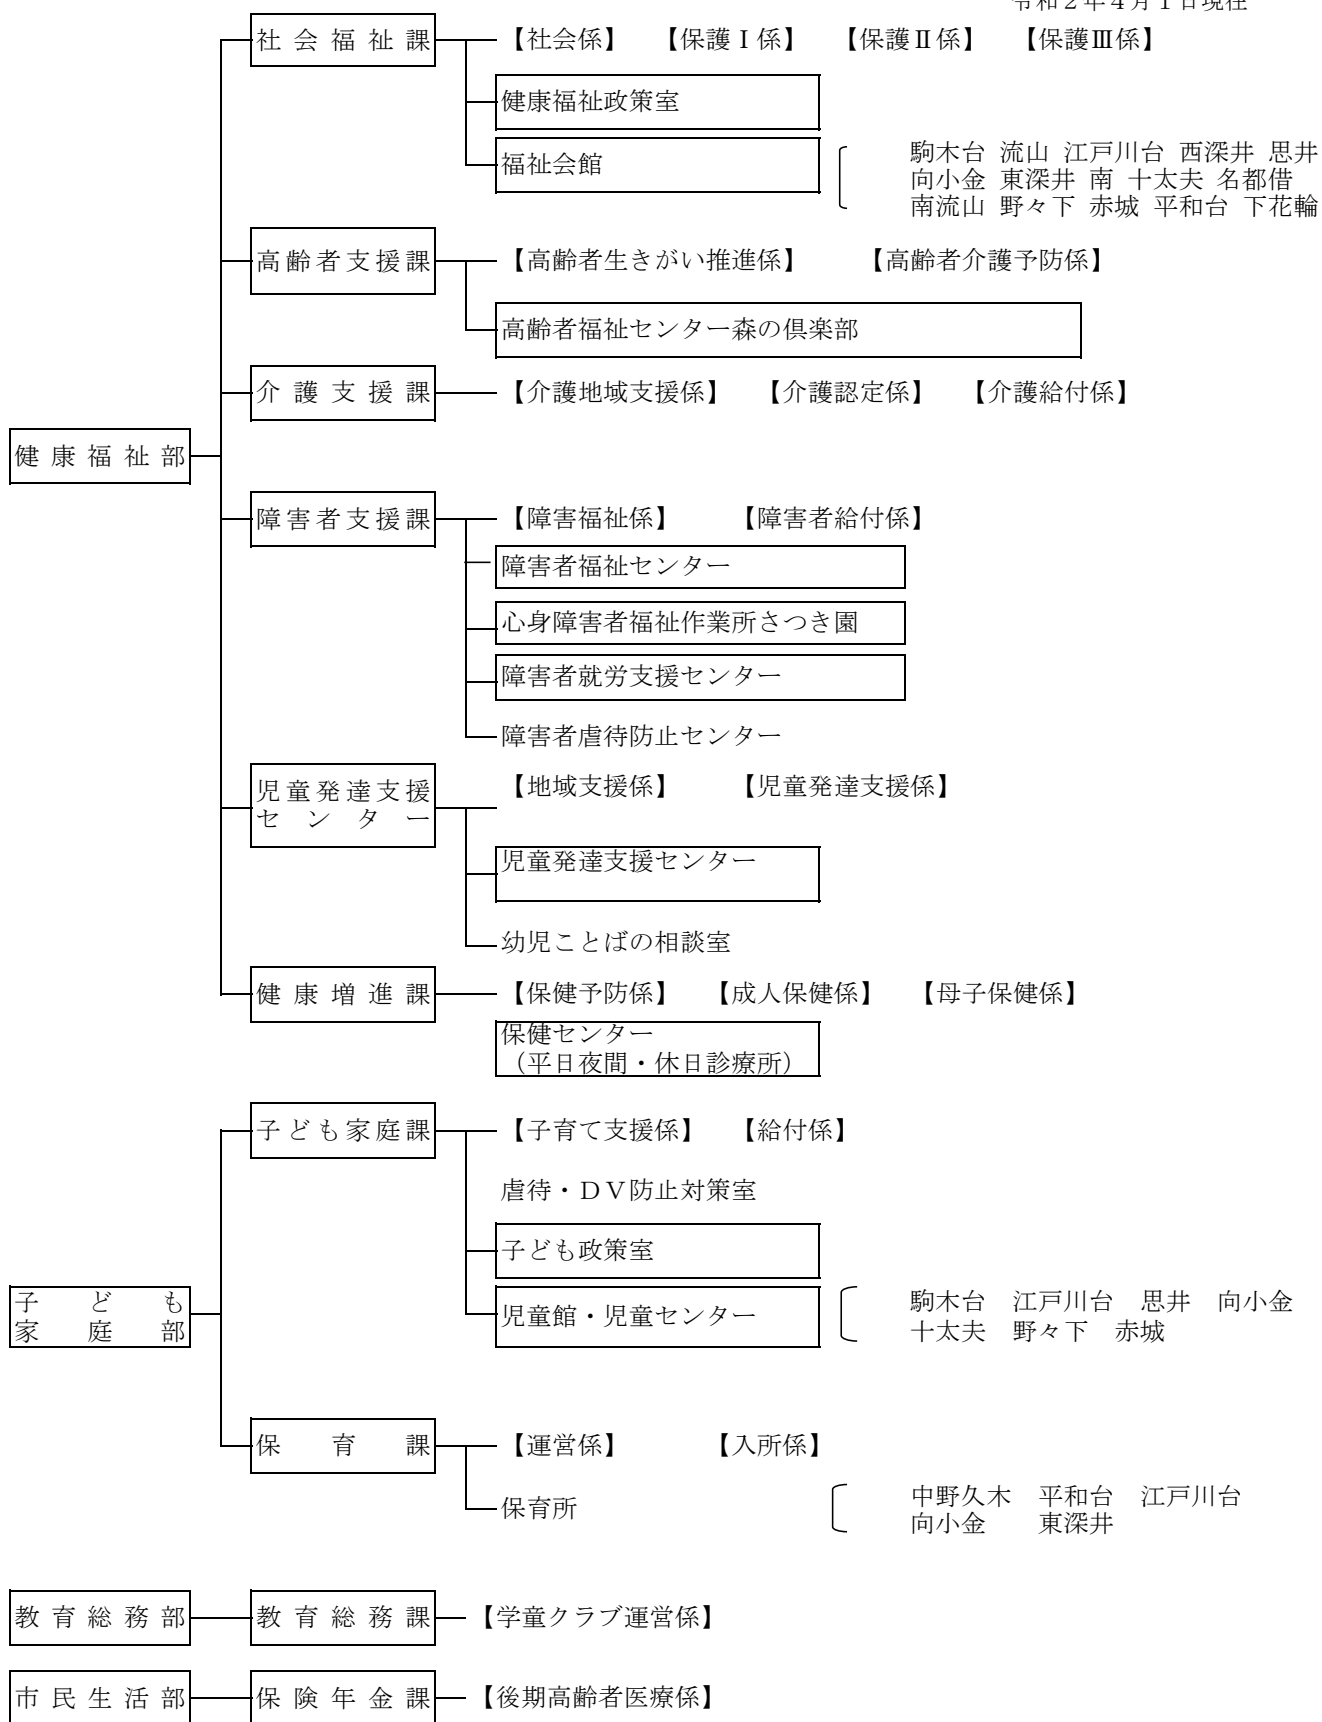 令和２年４月１日現在
社会福祉課 【社会係】 【保護Ⅰ係】 【保護Ⅱ係】 【保護Ⅲ係】
健康福祉政策室
福祉会館
駒木台 流山 江戸川台 西深井 思井
向小金 東深井 南 十太夫 名都借
南流山 野々下 赤城 平和台 下花輪
高齢者支援課 【高齢者生きがい推進係】 【高齢者介護予防係】
高齢者福祉センター森の倶楽部
介護支援課 【介護地域支援係】 【介護認定係】 【介護給付係】
健康福祉部
障害者支援課 【障害福祉係】 【障害者給付係】
障害者福祉センター
心身障害者福祉作業所さつき園
障害者就労支援センター
障害者虐待防止センター
児童発達支援
センター
【地域支援係】 【児童発達支援係】
児童発達支援センター
幼児ことばの相談室
健康増進課 【保健予防係】 【成人保健係】 【母子保健係】
保健センター
（平日夜間・休日診療所）
子ども家庭課 【子育て支援係】 【給付係】
虐待・ＤＶ防止対策室
子ども政策室
子ども
家庭部
児童館・児童センター
駒木台 江戸川台 思井 向小金
十太夫 野々下 赤城
保育課 【運営係】 【入所係】
保育所
中野久木 平和台 江戸川台
向小金 東深井
教育総務部 教育総務課 【学童クラブ運営係】
市民生活部 保険年金課 【後期高齢者医療係】